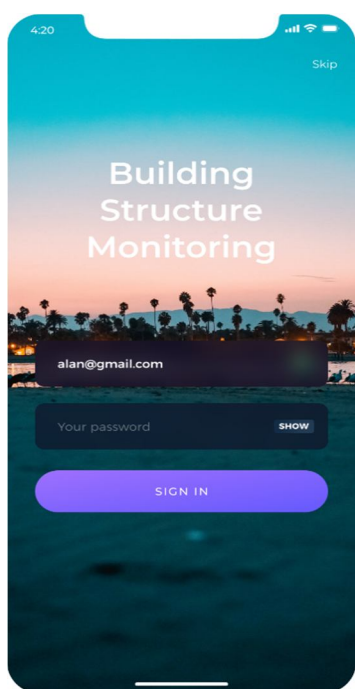 4:20
Skip
Building
Structure
Monitoring
alan@gmail.com
Your password SHOW
SIGN IN